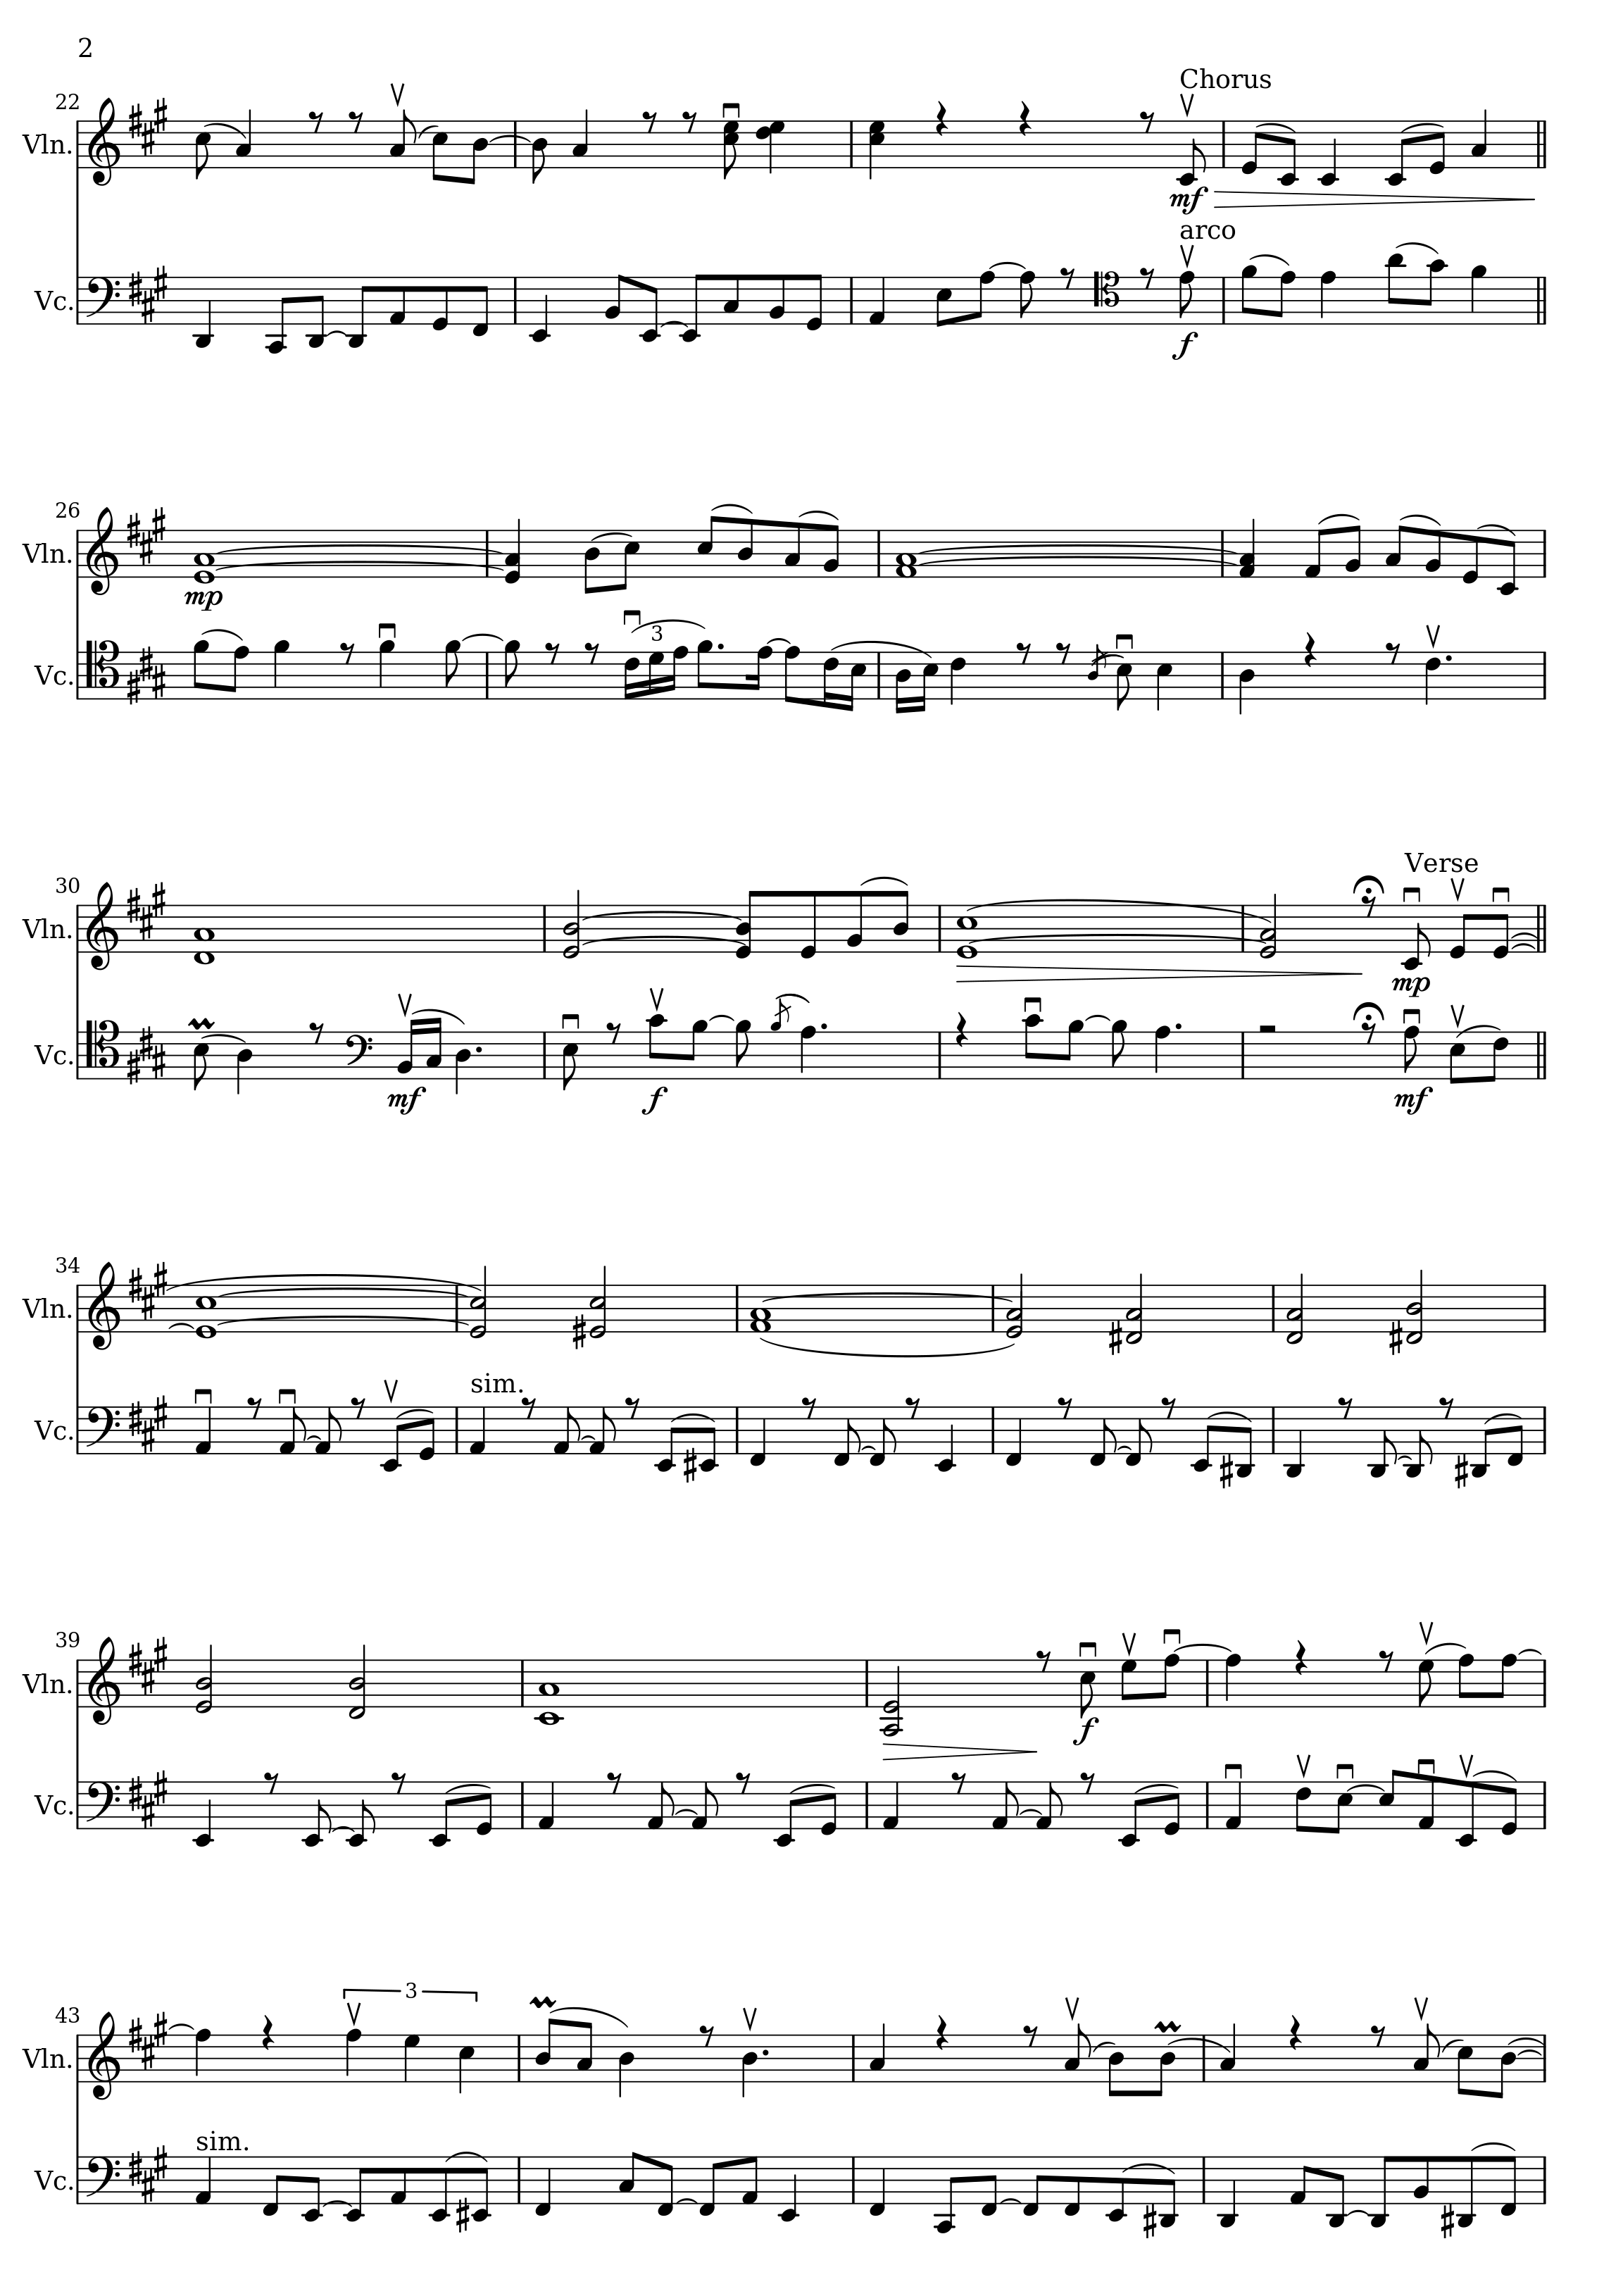 2
Chorus
22
Vln.
mf
arco
Vc.
f
26
Vln.
mp
3
Vc.
Verse
30
Vln.
mp
Vc.
mf f mf
34
Vln.
sim.
Vc.
39
Vln.
f
Vc.
3
43
Vln.
sim.
Vc.